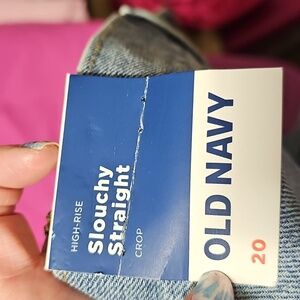 HIGH-RISE
Slouchy
Straight
CROP
OLD NAVY
20